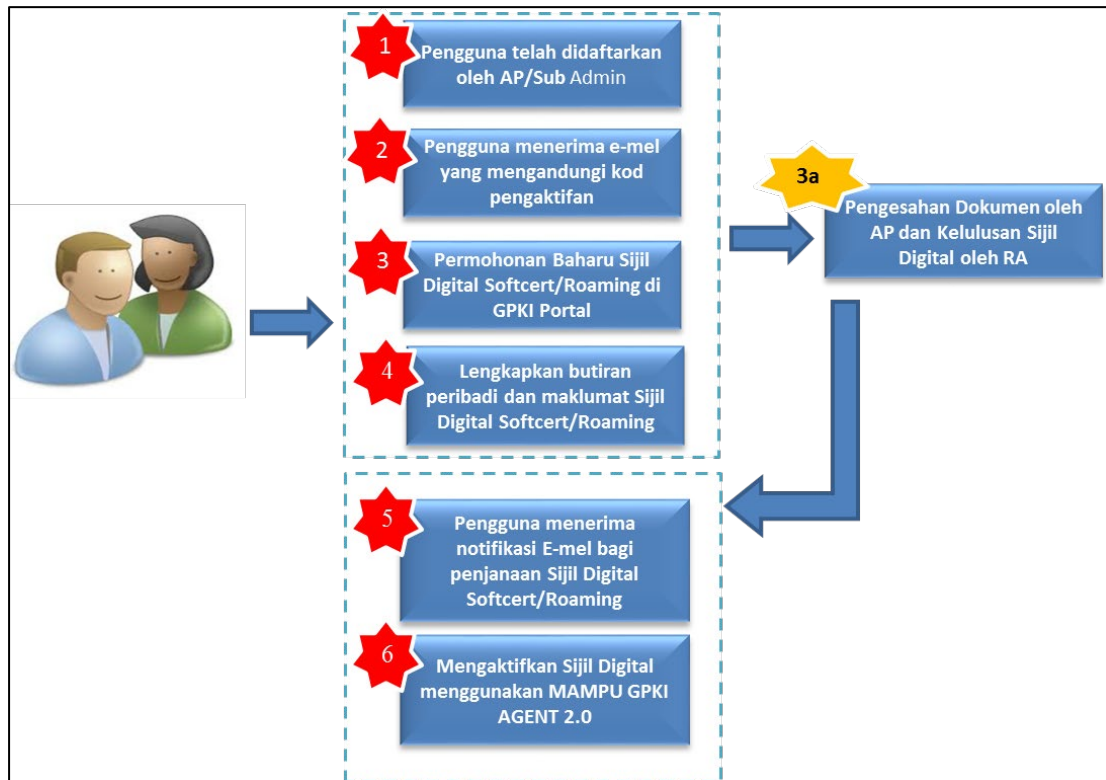 1
Pengguna telah didaftarkan
oleh AP/Sub Admin
2
Pengguna menerima e-mel
yang mengandungi kod
pengaktifan
3
Permohonan Baharu Sijil
Digital Softcert/Roaming di
GPKI Portal
4
Lengkapkan butiran
peribadi dan maklumat Sijil
Digital Softcert/Roaming
3a
Pengesahan Dokumen oleh
AP dan Kelulusan Sijil
Digital oleh RA
5
Pengguna menerima
notifikasi E-mel bagi
penjanaan Sijil Digital
Softcert/Roaming
6
Mengaktifkan Sijil Digital
menggunakan MAMPU GPKI
AGENT 2.0